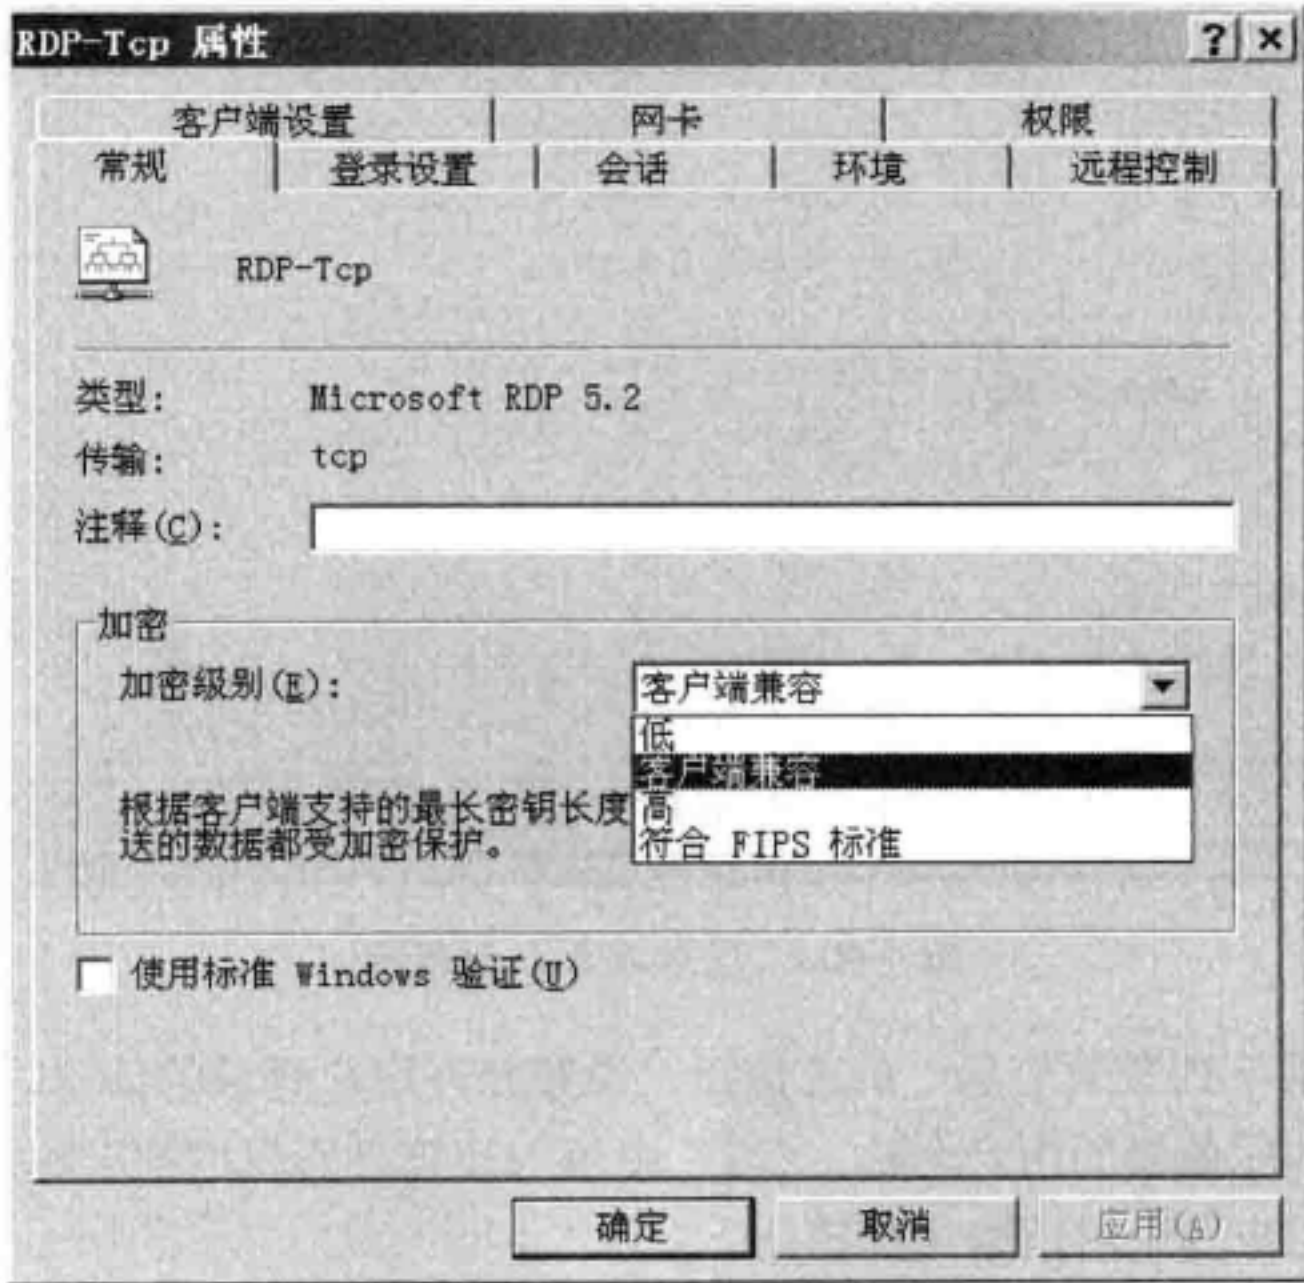 RDP-Tcp 属性
客户端设置 网卡 权限
常规 登录设置 会话 环境 远程控制
RDP-Tcp
类型: Microsoft RDP 5.2
传输: tcp
注释(C):
加密
加密级别(E): 客户端兼容
低
客户端兼容
根据客户端支持的最长密钥长度 高
送的数据都受加密保护。 符合 FIPS 标准
使用标准 Windows 验证(U)
确定 取消 应用(A)